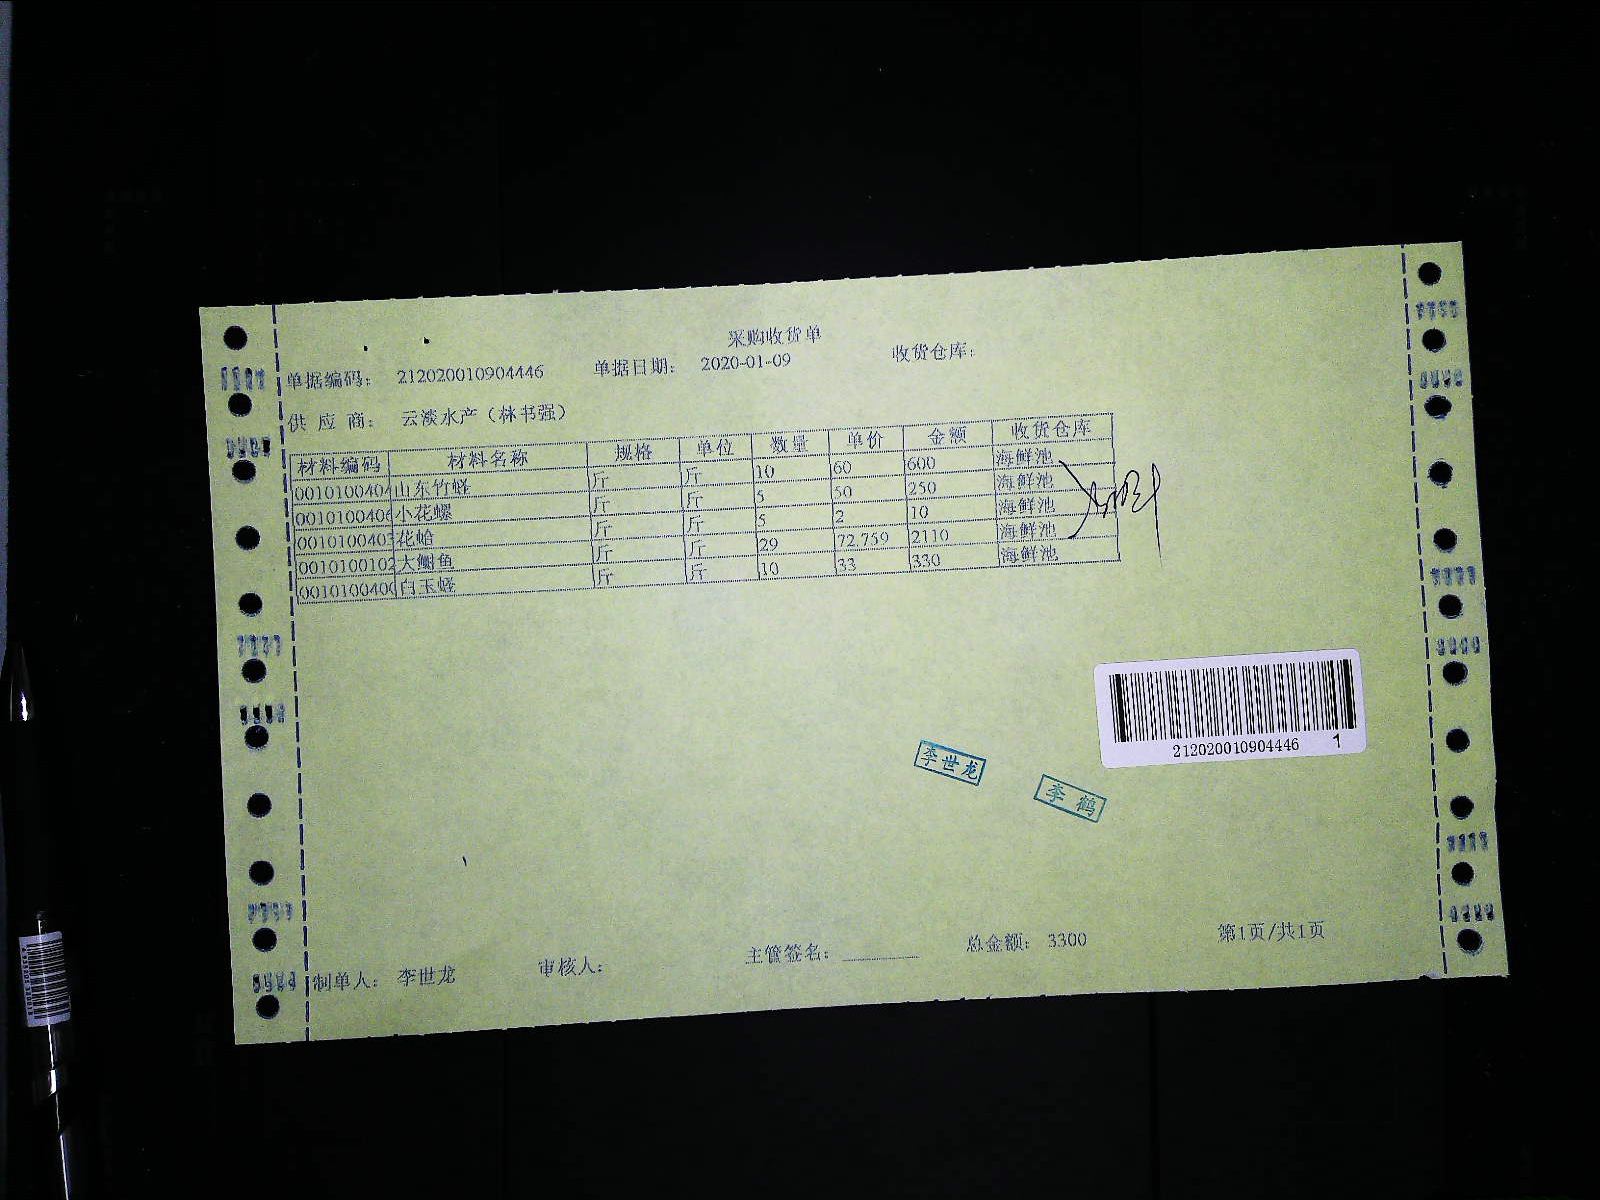 采购收货单
单据编码： 212020010904446 单据日期： 2020-01-09 收货仓库：
供 应 商： 云淡水产（林书强）
材料编码 材料名称 规格 单位 数量 单价 金额 收货仓库
0010100404 山东竹蛏 斤 斤 10 60 600 海鲜池
0010100406 小花螺 斤 斤 5 50 250 海鲜池
001010040 花蛤 斤 斤 5 2 10 海鲜池
0010100102 大鲍鱼 斤 斤 29 72.759 2110 海鲜池
0010100400 白玉蛏 斤 斤 10 33 330 海鲜池
212020010904446 1
李世龙
李鹤
制单人： 李世龙 审核人： 主管签名： 总金额： 3300 第1页/共1页